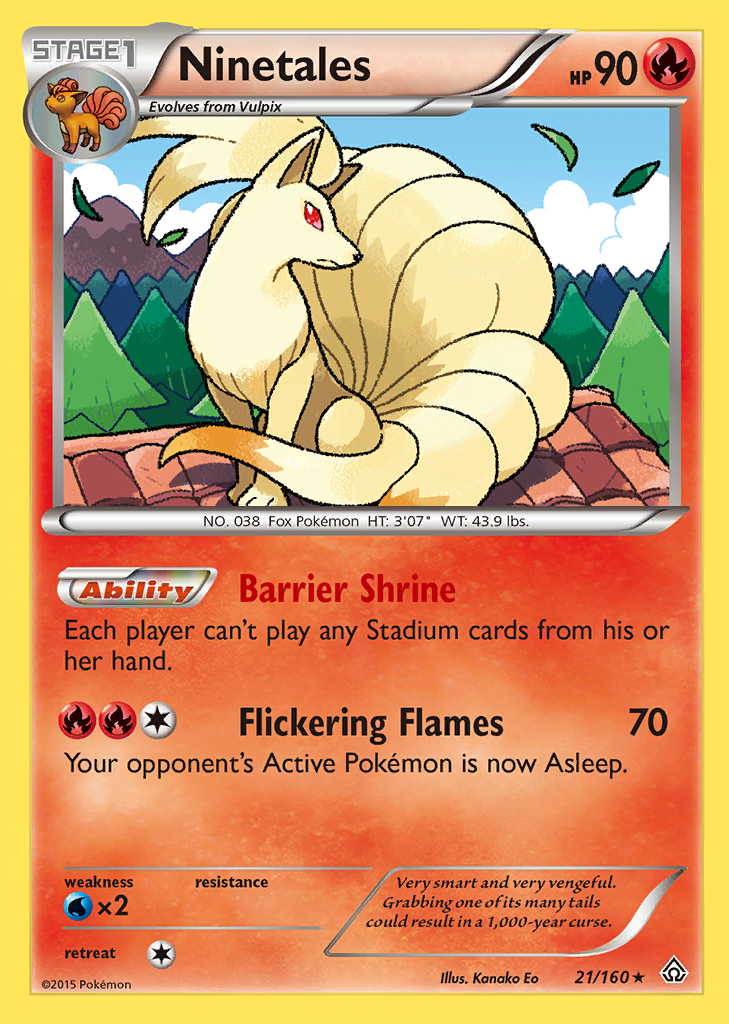 STAGE1
Ninetales
HP 90
Evolves from Vulpix
NO. 038 Fox Pokémon HT: 3'07" WT: 43.9 lbs.
Ability Barrier Shrine
Each player can't play any Stadium cards from his or
her hand.
Flickering Flames 70
Your opponent's Active Pokémon is now Asleep.
weakness resistance
×2
retreat
Very smart and very vengeful.
Grabbing one of its many tails
could result in a 1,000-year curse.
©2015 Pokémon
Illus. Kanako Eo
21/160 ★